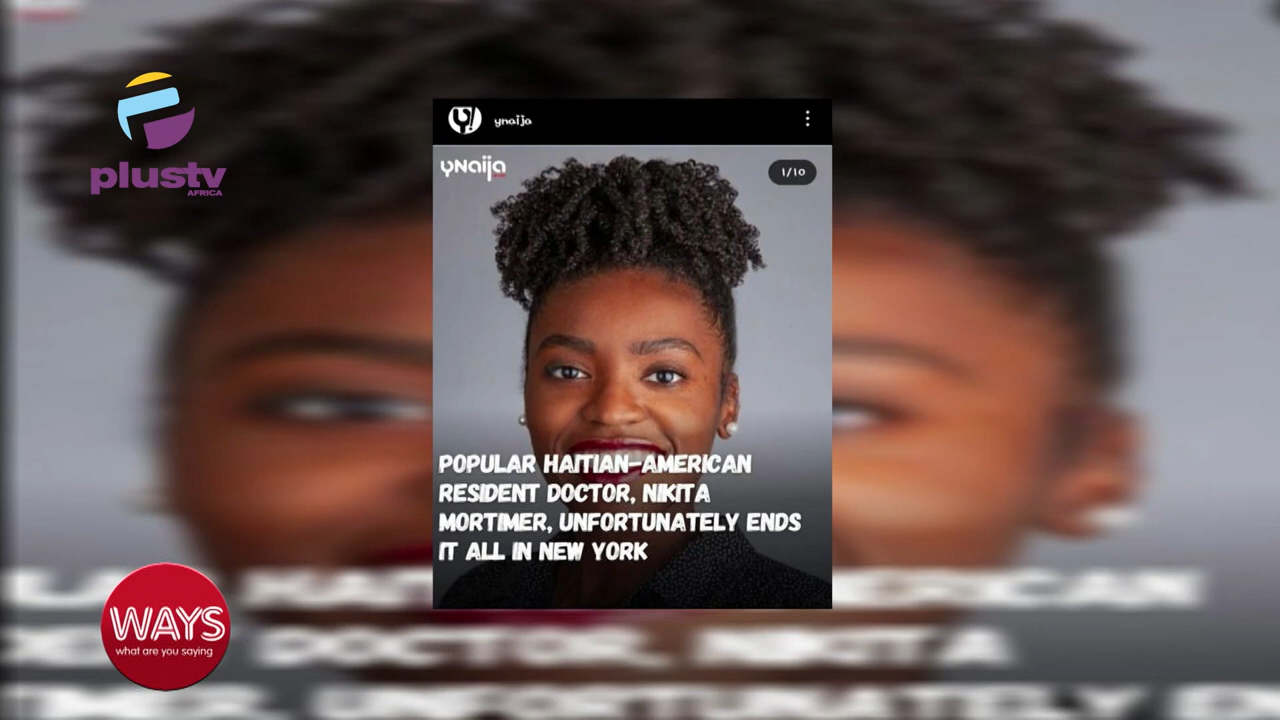 plustv
AFRICA
ynaija
YNaija
1/10
POPULAR HAITIAN-AMERICAN
RESIDENT DOCTOR, NIKITA
MORTIMER, UNFORTUNATELY ENDS
IT ALL IN NEW YORK
WAYS
what are you saying